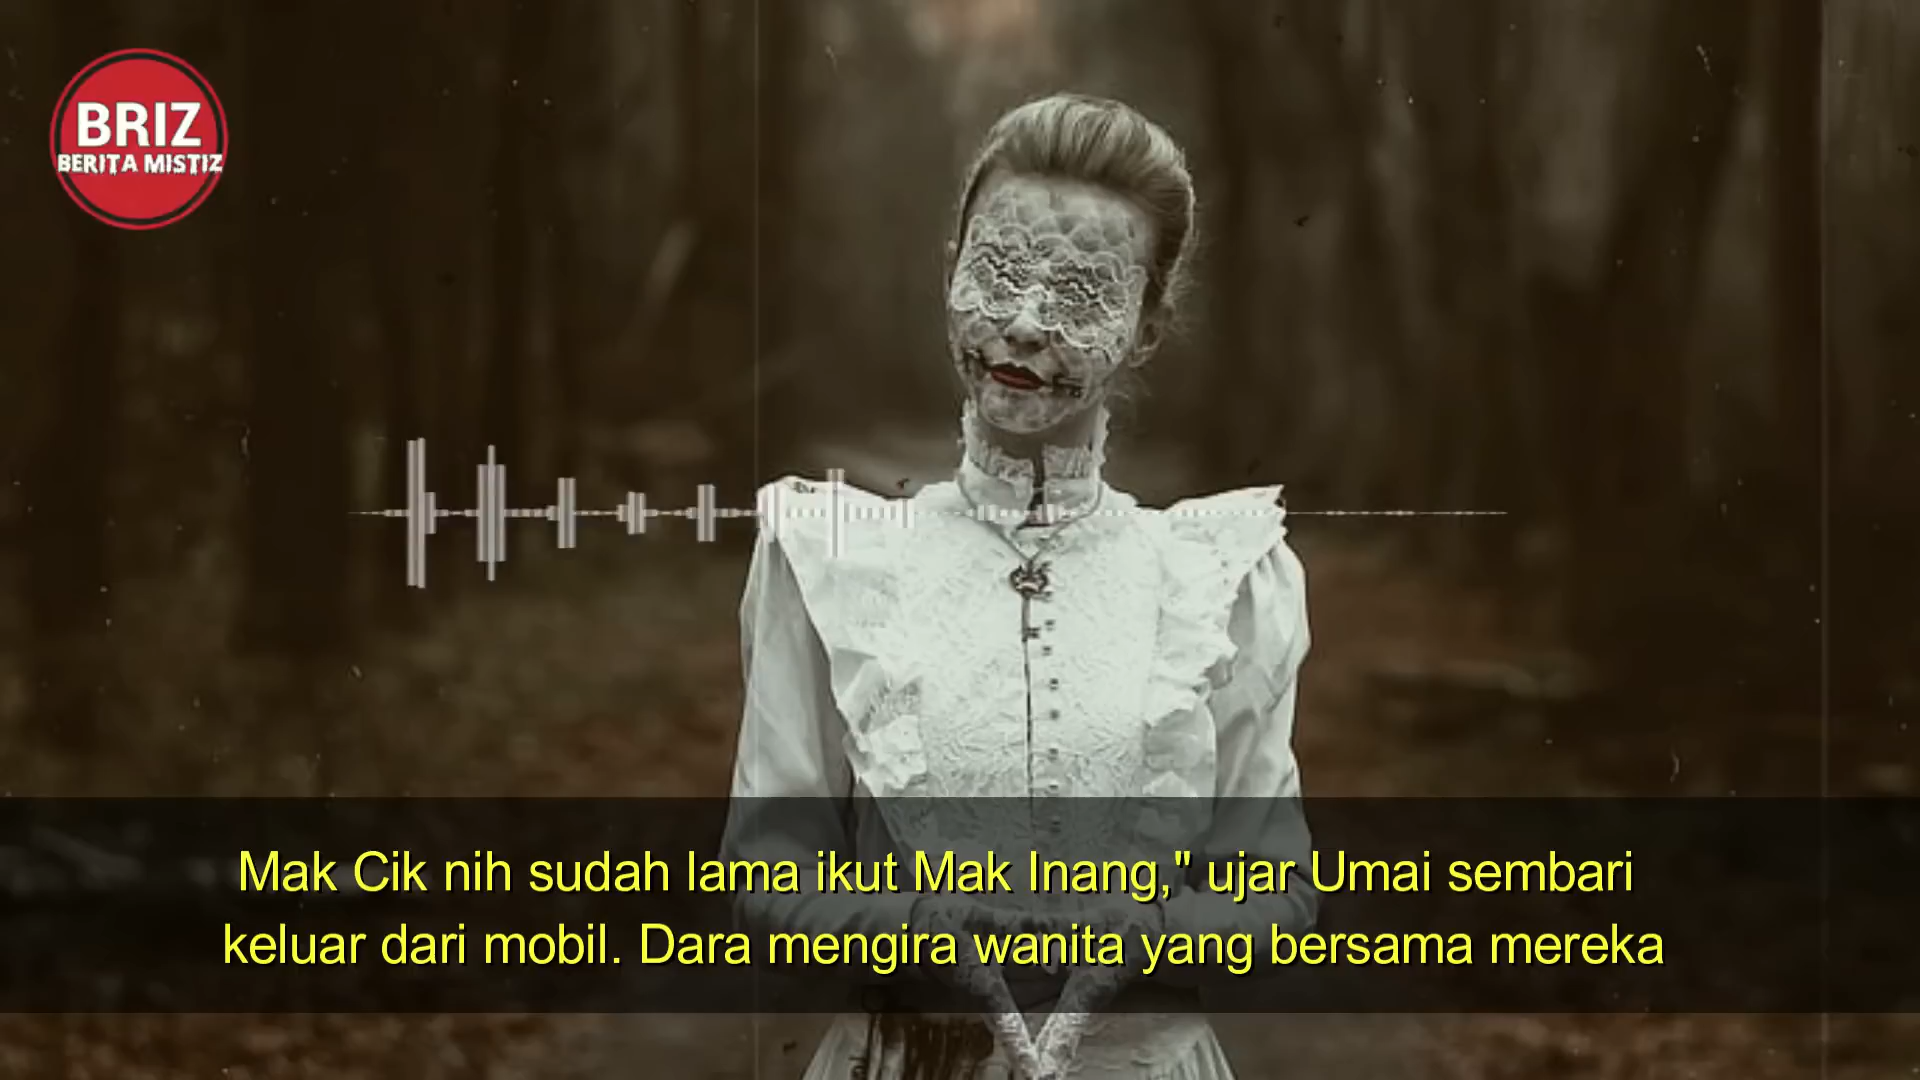 BRIZ
BERITA MISTIZ
Mak Cik nih sudah lama ikut Mak Inang," ujar Umai sembari
keluar dari mobil. Dara mengira wanita yang bersama mereka